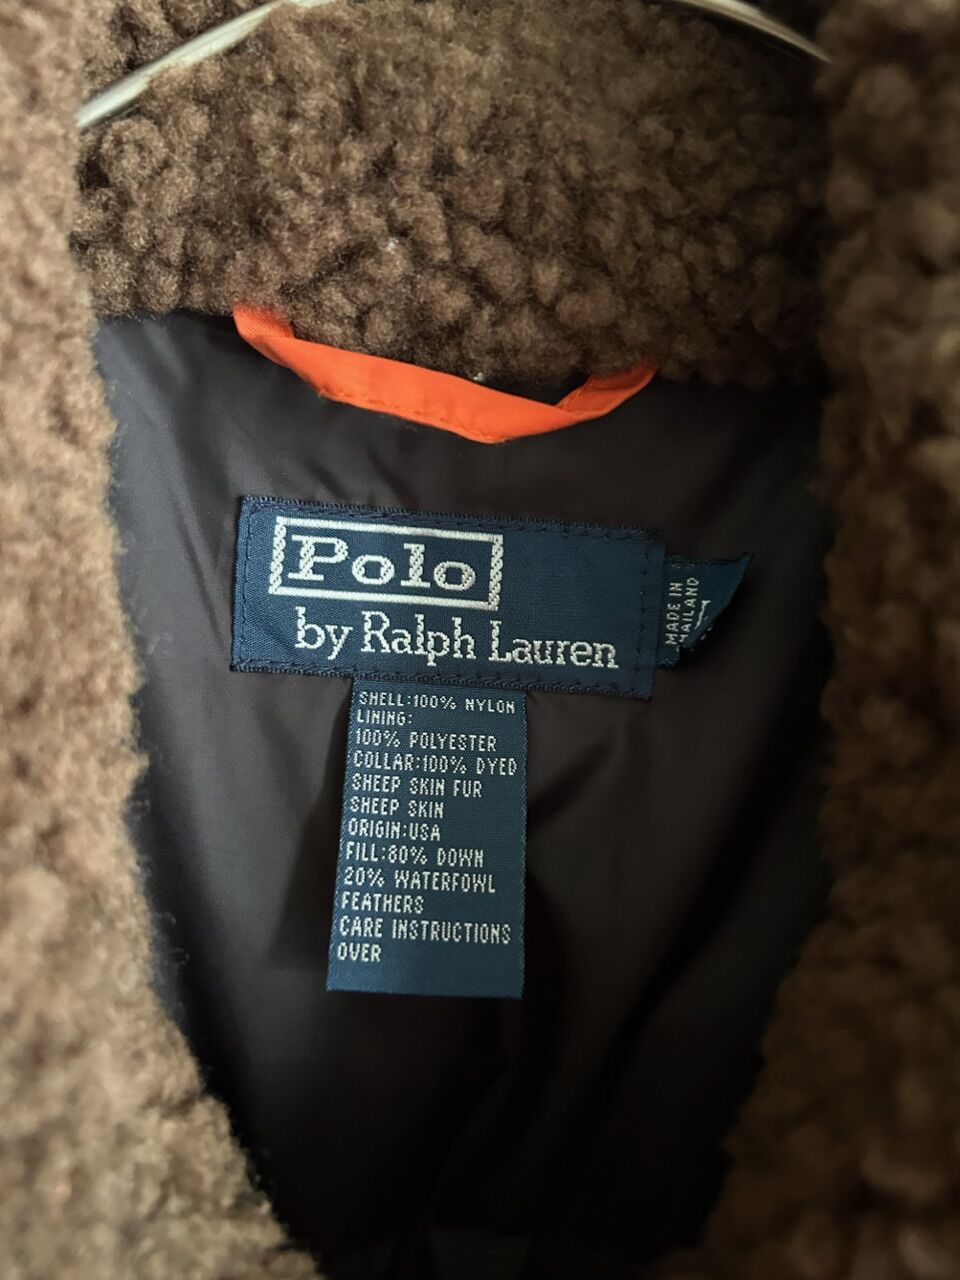 Polo
by Ralph Lauren
MADE IN
THAILAND
SHELL:100% NYLON
LINING:
100% POLYESTER
COLLAR:100% DYED
SHEEP SKIN FUR
SHEEP SKIN
ORIGIN:USA
FILL:80% DOWN
20% WATERFOWL
FEATHERS
CARE INSTRUCTIONS
OVER